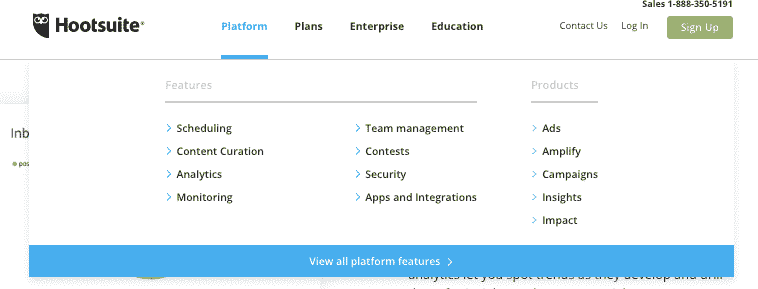 Sales 1-888-350-5191
Hootsuite®
Platform Plans Enterprise Education
Contact Us Log In Sign Up
Features
Products
Scheduling Team management Ads
Content Curation Contests Amplify
Analytics Security Campaigns
Monitoring Apps and Integrations Insights
Impact
Inb
pos
View all platform features
analytics let you spot trends as they develop and drill